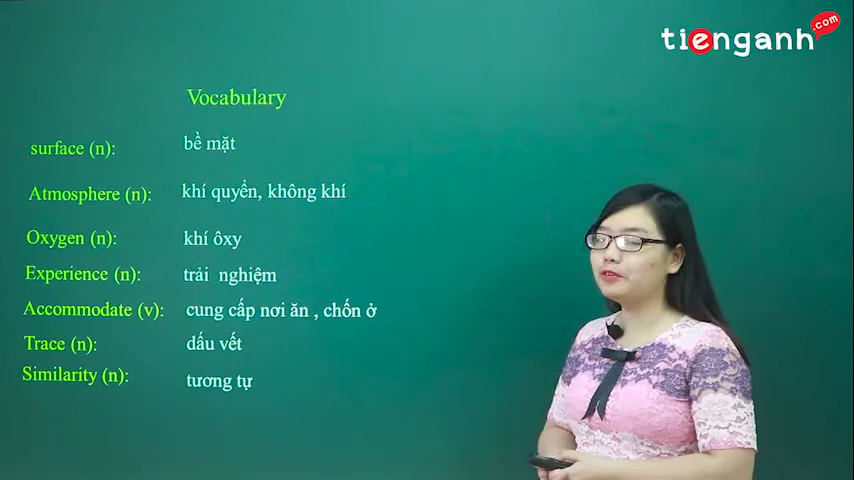 tienganh.com
Vocabulary
surface (n): bề mặt
Atmosphere (n): khí quyển, không khí
Oxygen (n): khí ôxy
Experience (n): trải nghiệm
Accommodate (v): cung cấp nơi ăn , chốn ở
Trace (n): dấu vết
Similarity (n): tương tự